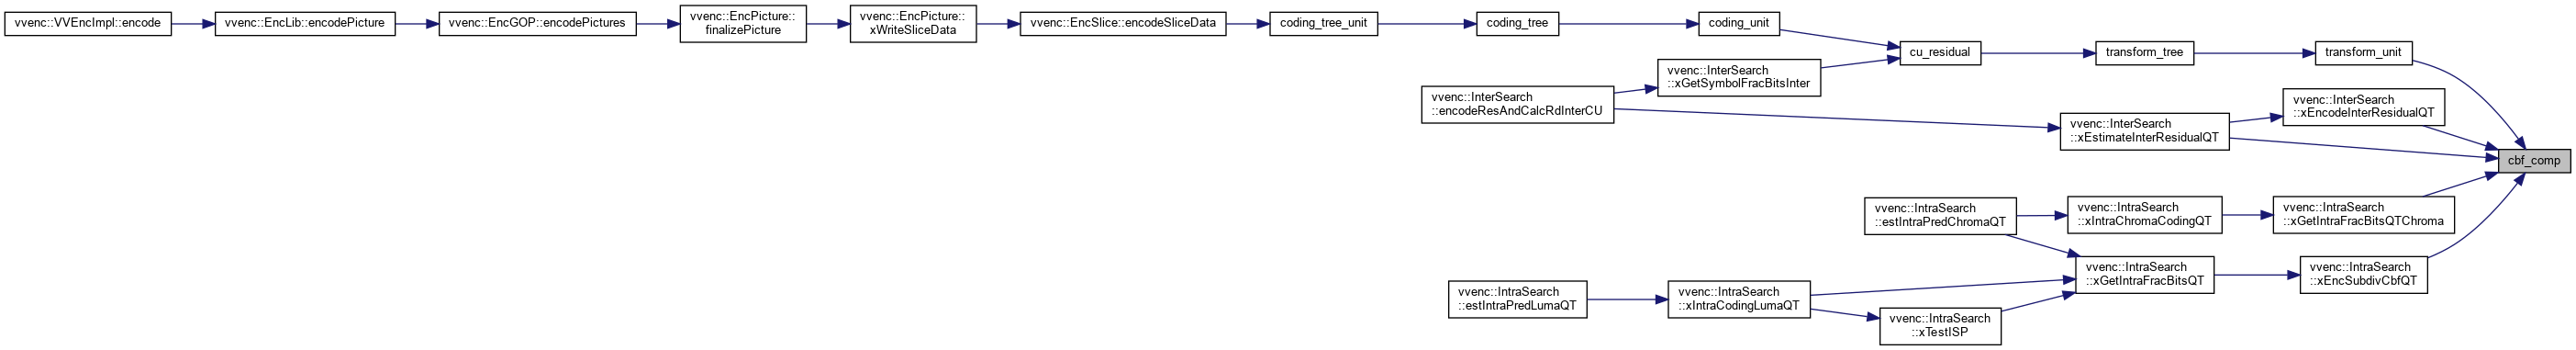 vvenc::VVEncImpl::encode
vvenc::EncLib::encodePicture
vvenc::EncGOP::encodePictures
vvenc::EncPicture::
finalizePicture
vvenc::EncPicture::
xWriteSliceData
vvenc::EncSlice::encodeSliceData
coding_tree_unit
coding_tree
coding_unit
cu_residual
transform_tree
transform_unit
vvenc::InterSearch
::xGetSymbolFracBitsInter
vvenc::InterSearch
::encodeResAndCalcRdInterCU
vvenc::InterSearch
::xEncodeInterResidualQT
vvenc::InterSearch
::xEstimateInterResidualQT
cbf_comp
vvenc::IntraSearch
::estIntraPredChromaQT
vvenc::IntraSearch
::xIntraChromaCodingQT
vvenc::IntraSearch
::xGetIntraFracBitsQTChroma
vvenc::IntraSearch
::xGetIntraFracBitsQT
vvenc::IntraSearch
::xEncSubdivCbfQT
vvenc::IntraSearch
::estIntraPredLumaQT
vvenc::IntraSearch
::xIntraCodingLumaQT
vvenc::IntraSearch
::xTestISP